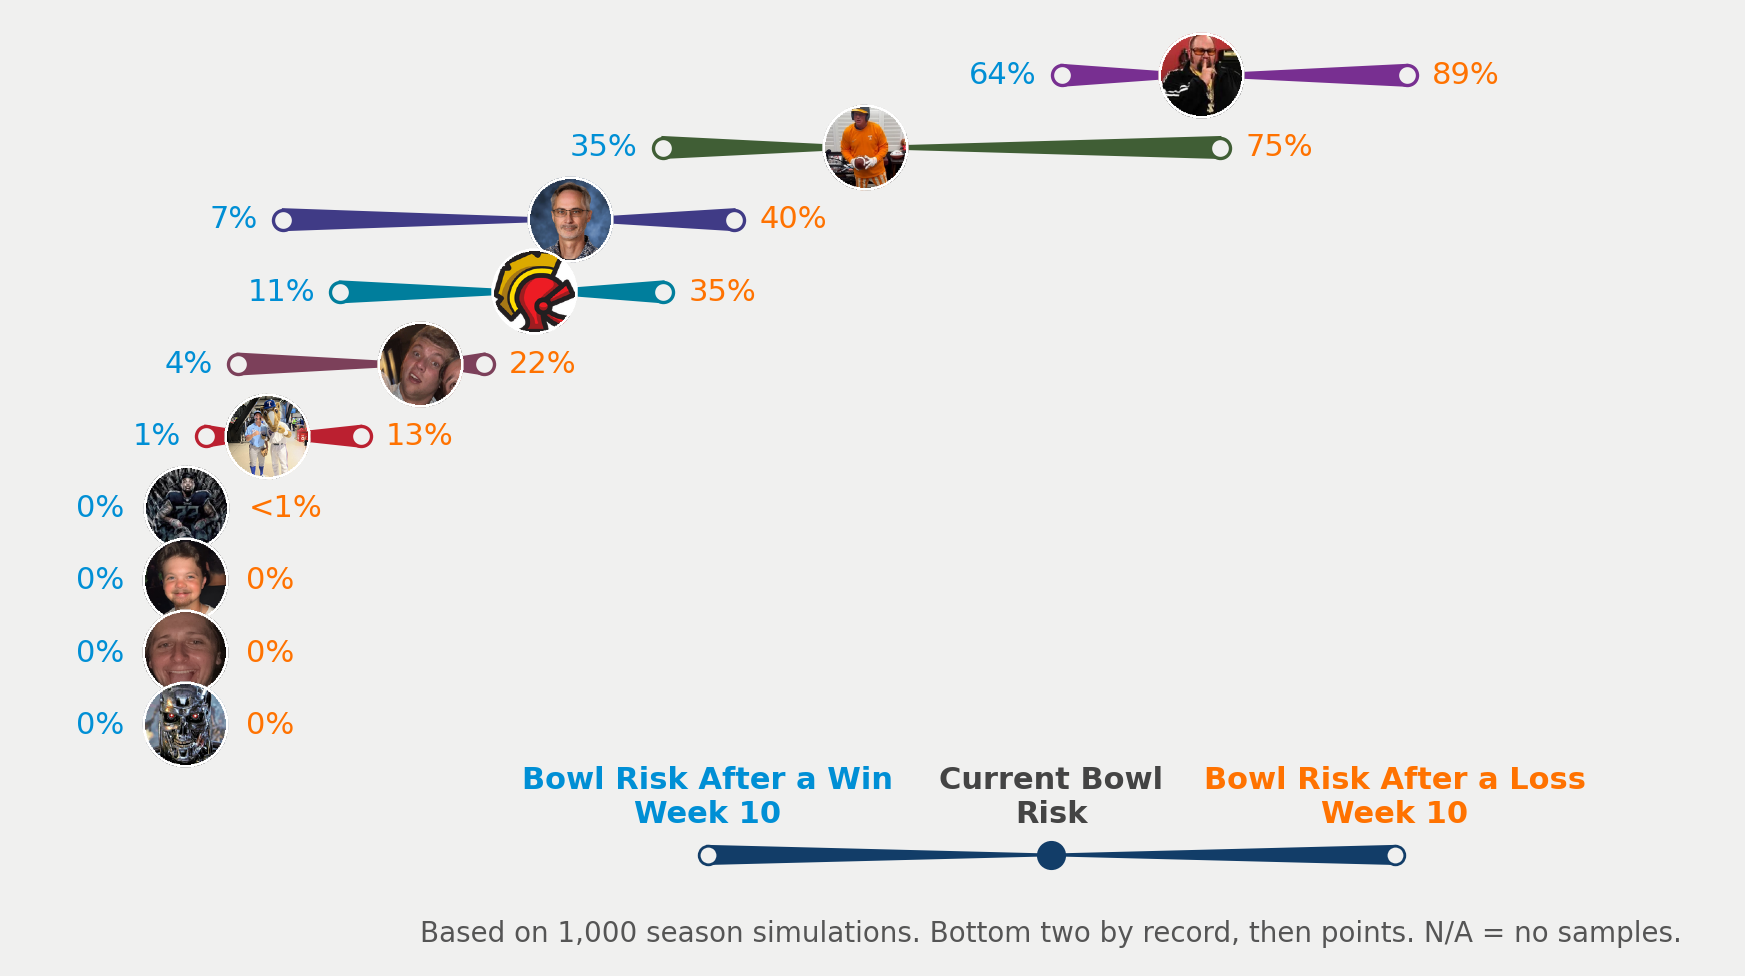 64% 89%
35% 75%
7% 40%
11% 35%
4% 22%
1% 13%
0% <1%
0% 0%
0% 0%
0% 0%
Bowl Risk After a Win
Week 10
Current Bowl
Risk
Bowl Risk After a Loss
Week 10
Based on 1,000 season simulations. Bottom two by record, then points. N/A = no samples.